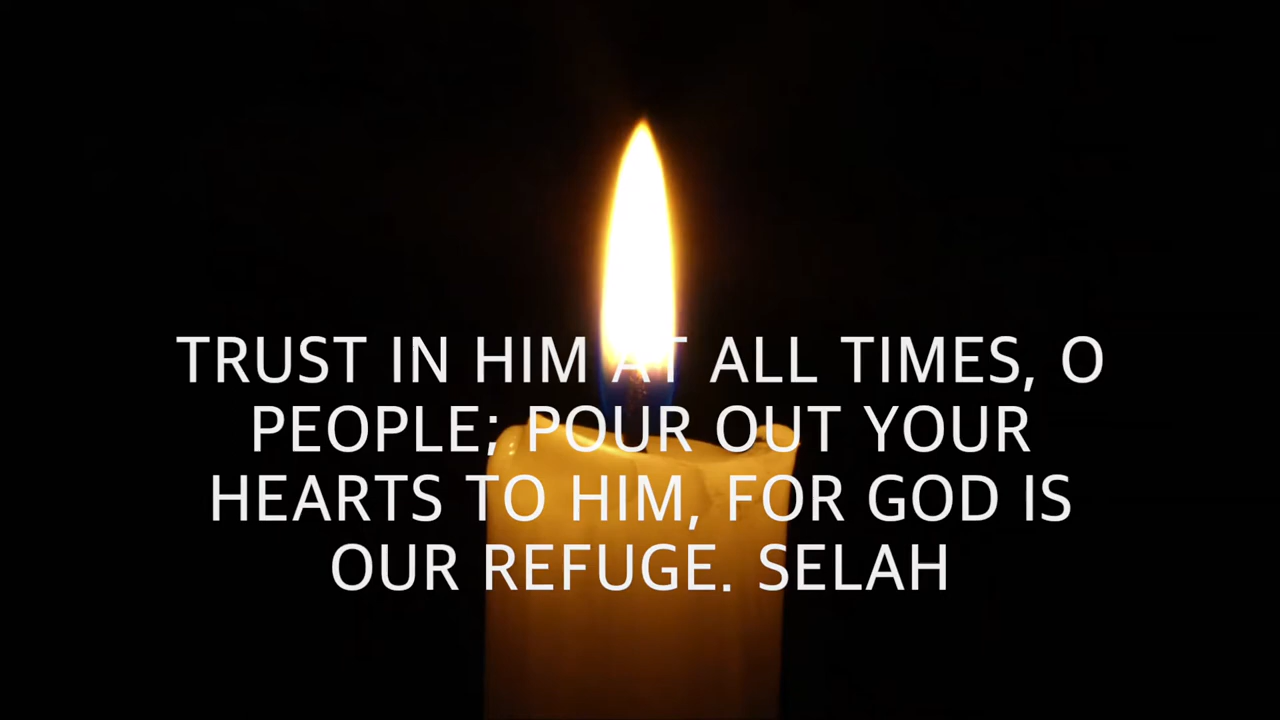 TRUST IN HIM AT ALL TIMES, O
PEOPLE; POUR OUT YOUR
HEARTS TO HIM, FOR GOD IS
OUR REFUGE. SELAH